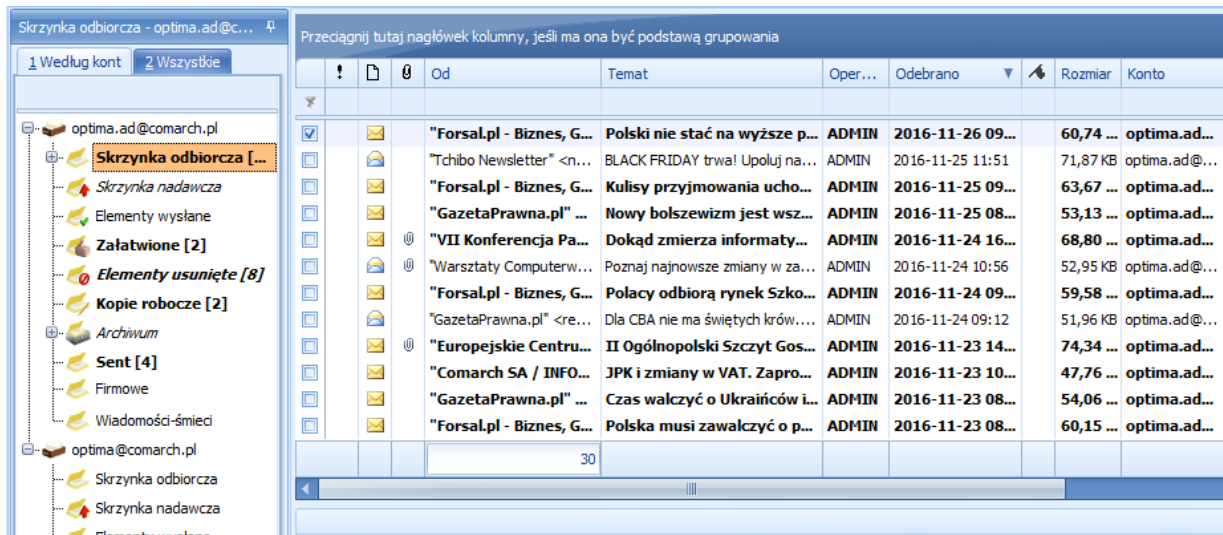 Skrzynka odbiorcza - optima.ad@c...
1 Według kont 2 Wszystkie
optima.ad@comarch.pl
Skrzynka odbiorcza [...
Skrzynka nadawcza
Elementy wysłane
Załatwione [2]
Elementy usunięte [8]
Kopie robocze [2]
Archiwum
Sent [4]
Firmowe
Wiadomości-śmieci
optima@comarch.pl
Skrzynka odbiorcza
Skrzynka nadawcza
Elementy wysłane
Przeciągnij tutaj nagłówek kolumny, jeśli ma ona być podstawą grupowania
Od Temat Oper... Odebrano Rozmiar Konto
"Forsal.pl - Biznes, G... Polski nie stać na wyższe p... ADMIN 2016-11-26 09... 60,74 ... optima.ad...
"Tchibo Newsletter" <n... BLACK FRIDAY trwa! Upoluj na... ADMIN 2016-11-25 11:51 71,87 KB optima.ad@...
"Forsal.pl - Biznes, G... Kulisy przyjmowania ucho... ADMIN 2016-11-25 09... 63,67 ... optima.ad...
"GazetaPrawna.pl" ... Nowy bolszewizm jest wsz... ADMIN 2016-11-25 08... 53,13 ... optima.ad...
"VII Konferencja Pa... Dokąd zmierza informaty... ADMIN 2016-11-24 16... 68,80 ... optima.ad...
"Warsztaty Computerw... Poznaj najnowsze zmiany w za... ADMIN 2016-11-24 10:56 52,95 KB optima.ad@...
"Forsal.pl - Biznes, G... Polacy odbiorą rynek Szko... ADMIN 2016-11-24 09... 59,58 ... optima.ad...
"GazetaPrawna.pl" <re... Dla CBA nie ma świętych krów.... ADMIN 2016-11-24 09:12 51,96 KB optima.ad@...
"Europejskie Centru... II Ogólnopolski Szczyt Gos... ADMIN 2016-11-23 14... 74,34 ... optima.ad...
"Comarch SA / INFO... JPK i zmiany w VAT. Zapro... ADMIN 2016-11-23 10... 47,76 ... optima.ad...
"GazetaPrawna.pl" ... Czas walczyć o Ukraińców i... ADMIN 2016-11-23 08... 54,06 ... optima.ad...
"Forsal.pl - Biznes, G... Polska musi zawalczyć o p... ADMIN 2016-11-23 08... 60,15 ... optima.ad...
30